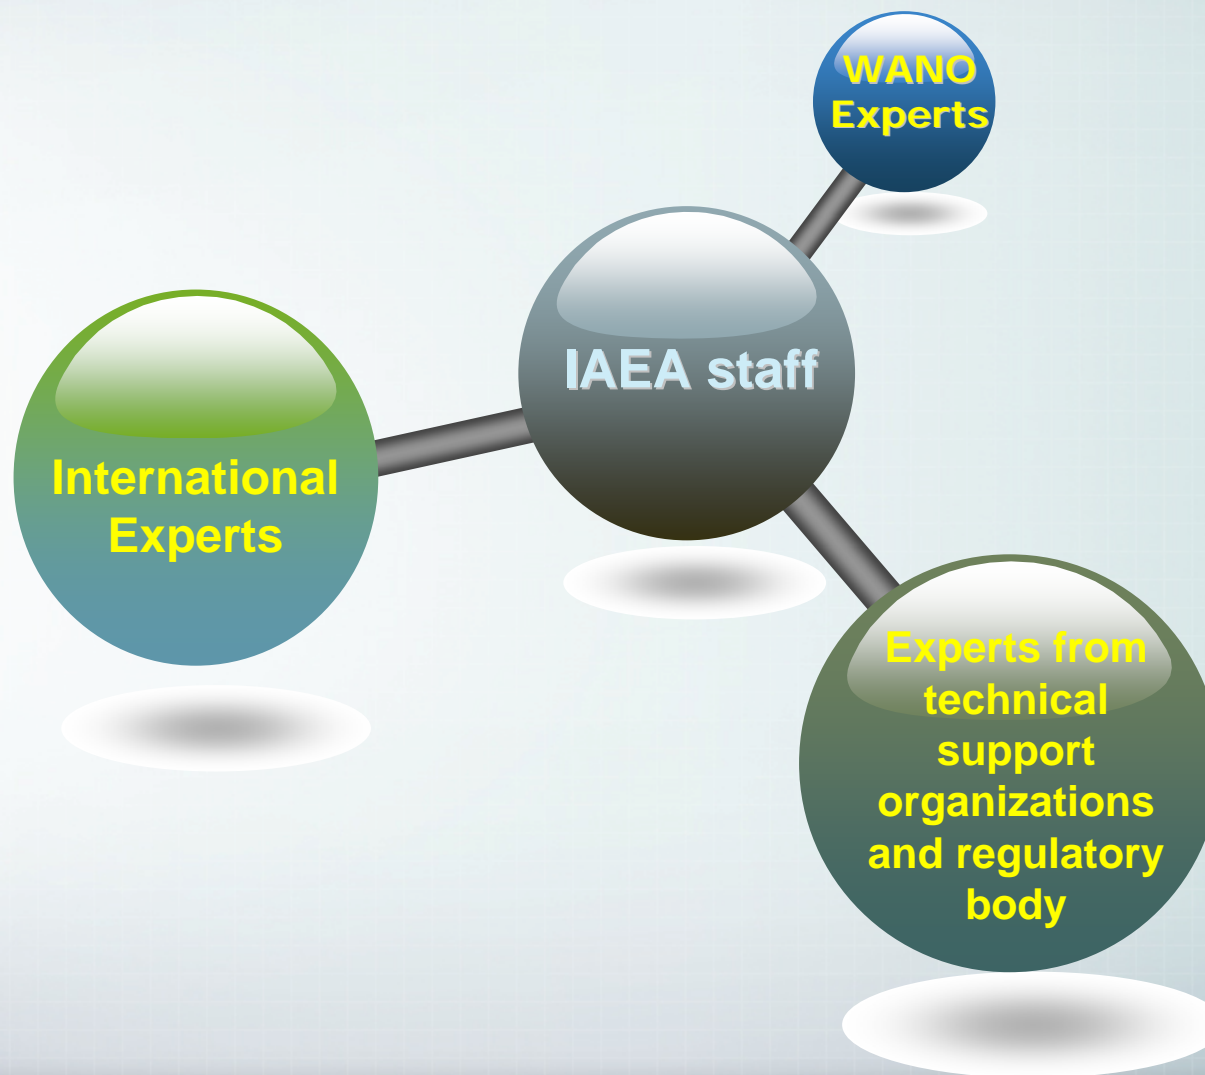 WANO
Experts
IAEA staff
International
Experts
Experts from
technical
support
organizations
and regulatory
body